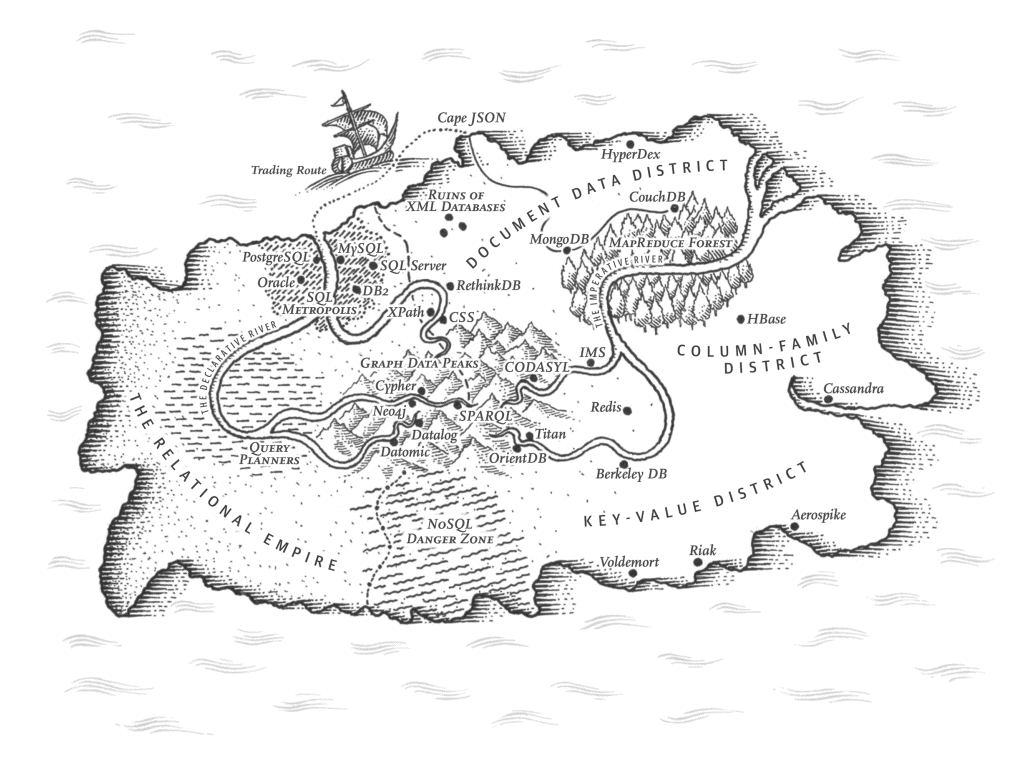 Cape JSON
Trading Route
HyperDex
DOCUMENT DATA DISTRICT
RUINS OF
XML DATABASES
CouchDB
MongoDB
MAPREDUCE FOREST
THE IMPERATIVE RIVER
PostgreSQL
MySQL
SQL Server
Oracle
DB2
SQL
METROPOLIS
RethinkDB
XPath
CSS
HBase
THE DECLARATIVE RIVER
GRAPH DATA PEAKS
CODASYL
IMS
COLUMN-FAMILY
DISTRICT
Cypher
Cassandra
Neo4j
SPARQL
Redis
Datalog
Titan
Datomic
OrientDB
QUERY
PLANNERS
Berkeley DB
THE RELATIONAL EMPIRE
KEY-VALUE DISTRICT
NOSQL
DANGER ZONE
Aerospike
Riak
Voldemort